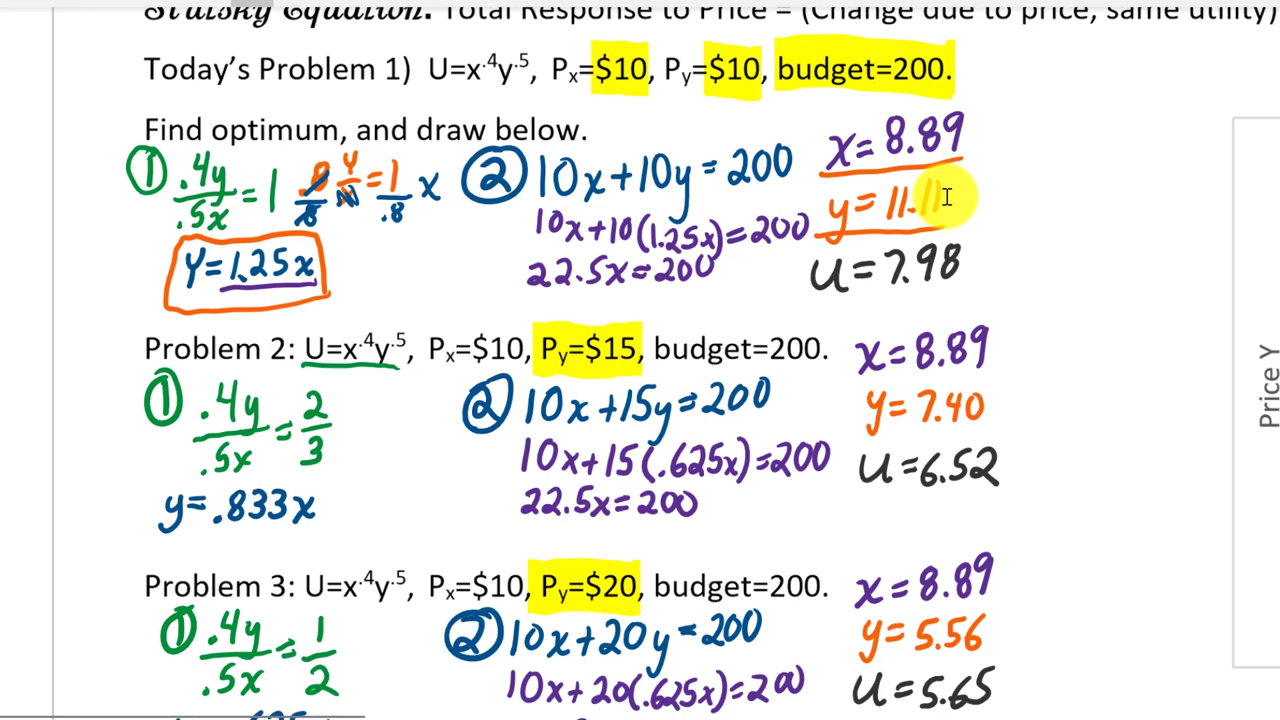 Slutsky Equation. Total Response to Price = (Change due to price, same utility)
Today's Problem 1) U=x^.4y^.5, Px=$10, Py=$10, budget=200.
Find optimum, and draw below.
① .4y/.5x = 1 .8/.8 y/x = 1/.8 x
Y=1.25x
② 10x+10y=200
10x+10(1.25x)=200
22.5x=200
x=8.89
y=11.11
U=7.98
Problem 2: U=x^.4y^.5, Px=$10, Py=$15, budget=200.
① .4y/.5x = 2/3
y=.833x
② 10x+15y=200
10x+15(.625x)=200
22.5x=200
x=8.89
y=7.40
U=6.52
Problem 3: U=x^.4y^.5, Px=$10, Py=$20, budget=200.
① .4y/.5x = 1/2
② 10x+20y=200
10x+20(.625x)=200
x=8.89
y=5.56
U=5.65
Price Y